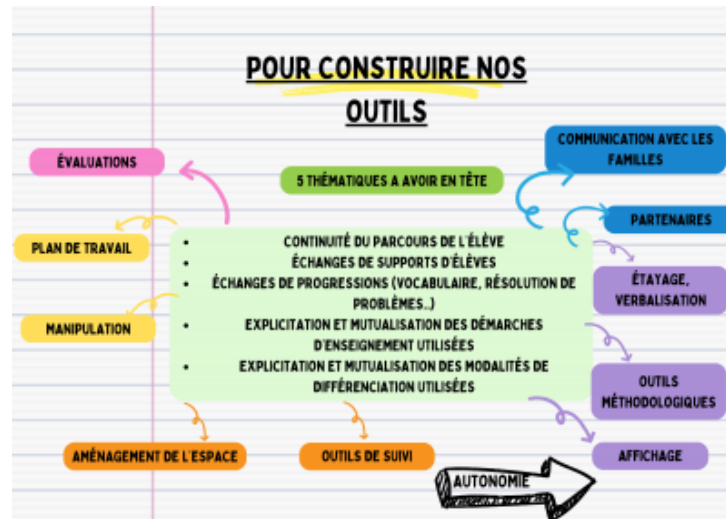 POUR CONSTRUIRE NOS
OUTILS
COMMUNICATION AVEC LES
FAMILLES
ÉVALUATIONS
5 THÉMATIQUES A AVOIR EN TÊTE
PARTENAIRES
PLAN DE TRAVAIL
• CONTINUITÉ DU PARCOURS DE L'ÉLÈVE
• ÉCHANGES DE SUPPORTS D'ÉLÈVES
• ÉCHANGES DE PROGRESSIONS (VOCABULAIRE, RÉSOLUTION DE
PROBLÈMES..)
• EXPLICITATION ET MUTUALISATION DES DÉMARCHES
D'ENSEIGNEMENT UTILISÉES
• EXPLICITATION ET MUTUALISATION DES MODALITÉS DE
DIFFÉRENCIATION UTILISÉES
ÉTAYAGE,
VERBALISATION
MANIPULATION
OUTILS
MÉTHODOLOGIQUES
AMÉNAGEMENT DE L'ESPACE
OUTILS DE SUIVI
AFFICHAGE
AUTONOMIE